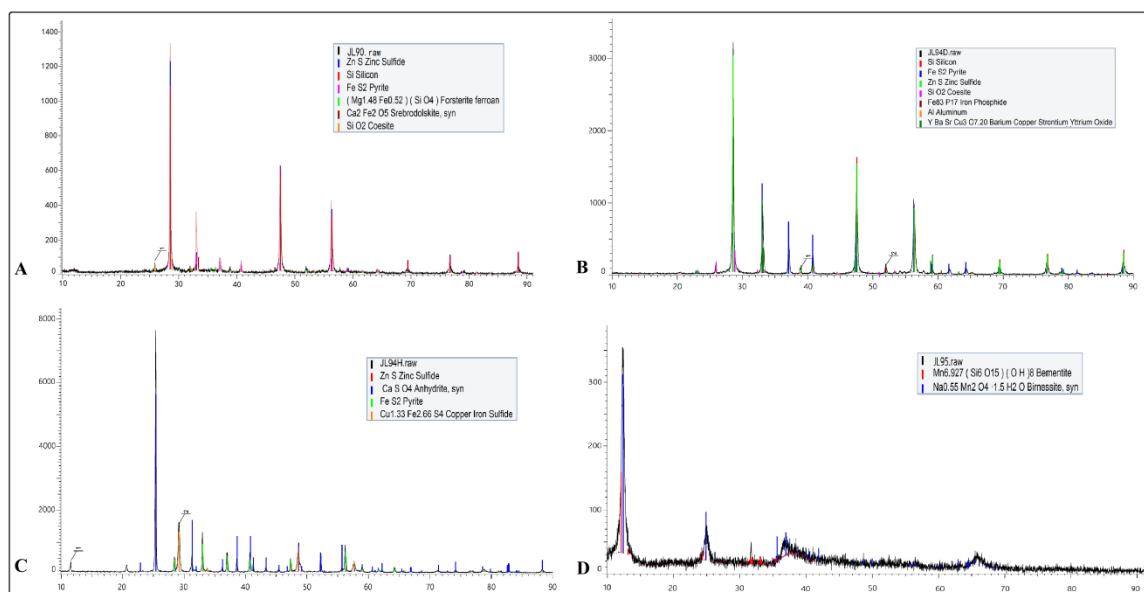 1400
1200
1000
800
600
400
200
0
10
20
30
40
50
60
70
80
90
JL90. raw
Zn S Zinc Sulfide
Si Silicon
Fe S2 Pyrite
( Mg1.48 Fe0.52 ) ( Si O4 ) Forsterite ferroan
Ca2 Fe2 O5 Srebrodolskite, syn
Si O2 Coesite
A
3000
2000
1000
0
10
20
30
40
50
60
70
80
90
JL94D.raw
Si Silicon
Fe S2 Pyrite
Zn S Zinc Sulfide
Si O2 Coesite
Fe83 P17 Iron Phosphide
Al Aluminum
Y Ba Sr Cu3 O7.20 Barium Copper Strontium Yttrium Oxide
B
8000
6000
4000
2000
0
10
20
30
40
50
60
70
80
90
JL94H.raw
Zn S Zinc Sulfide
Ca S O4 Anhydrite, syn
Fe S2 Pyrite
Cu1.33 Fe2.66 S4 Copper Iron Sulfide
C
300
200
100
0
10
20
30
40
50
60
70
80
90
JL95.raw
Mn6.927 ( Si6 O15 ) ( O H )8 Bementite
Na0.55 Mn2 O4 ·1.5 H2 O Birnessite, syn
D